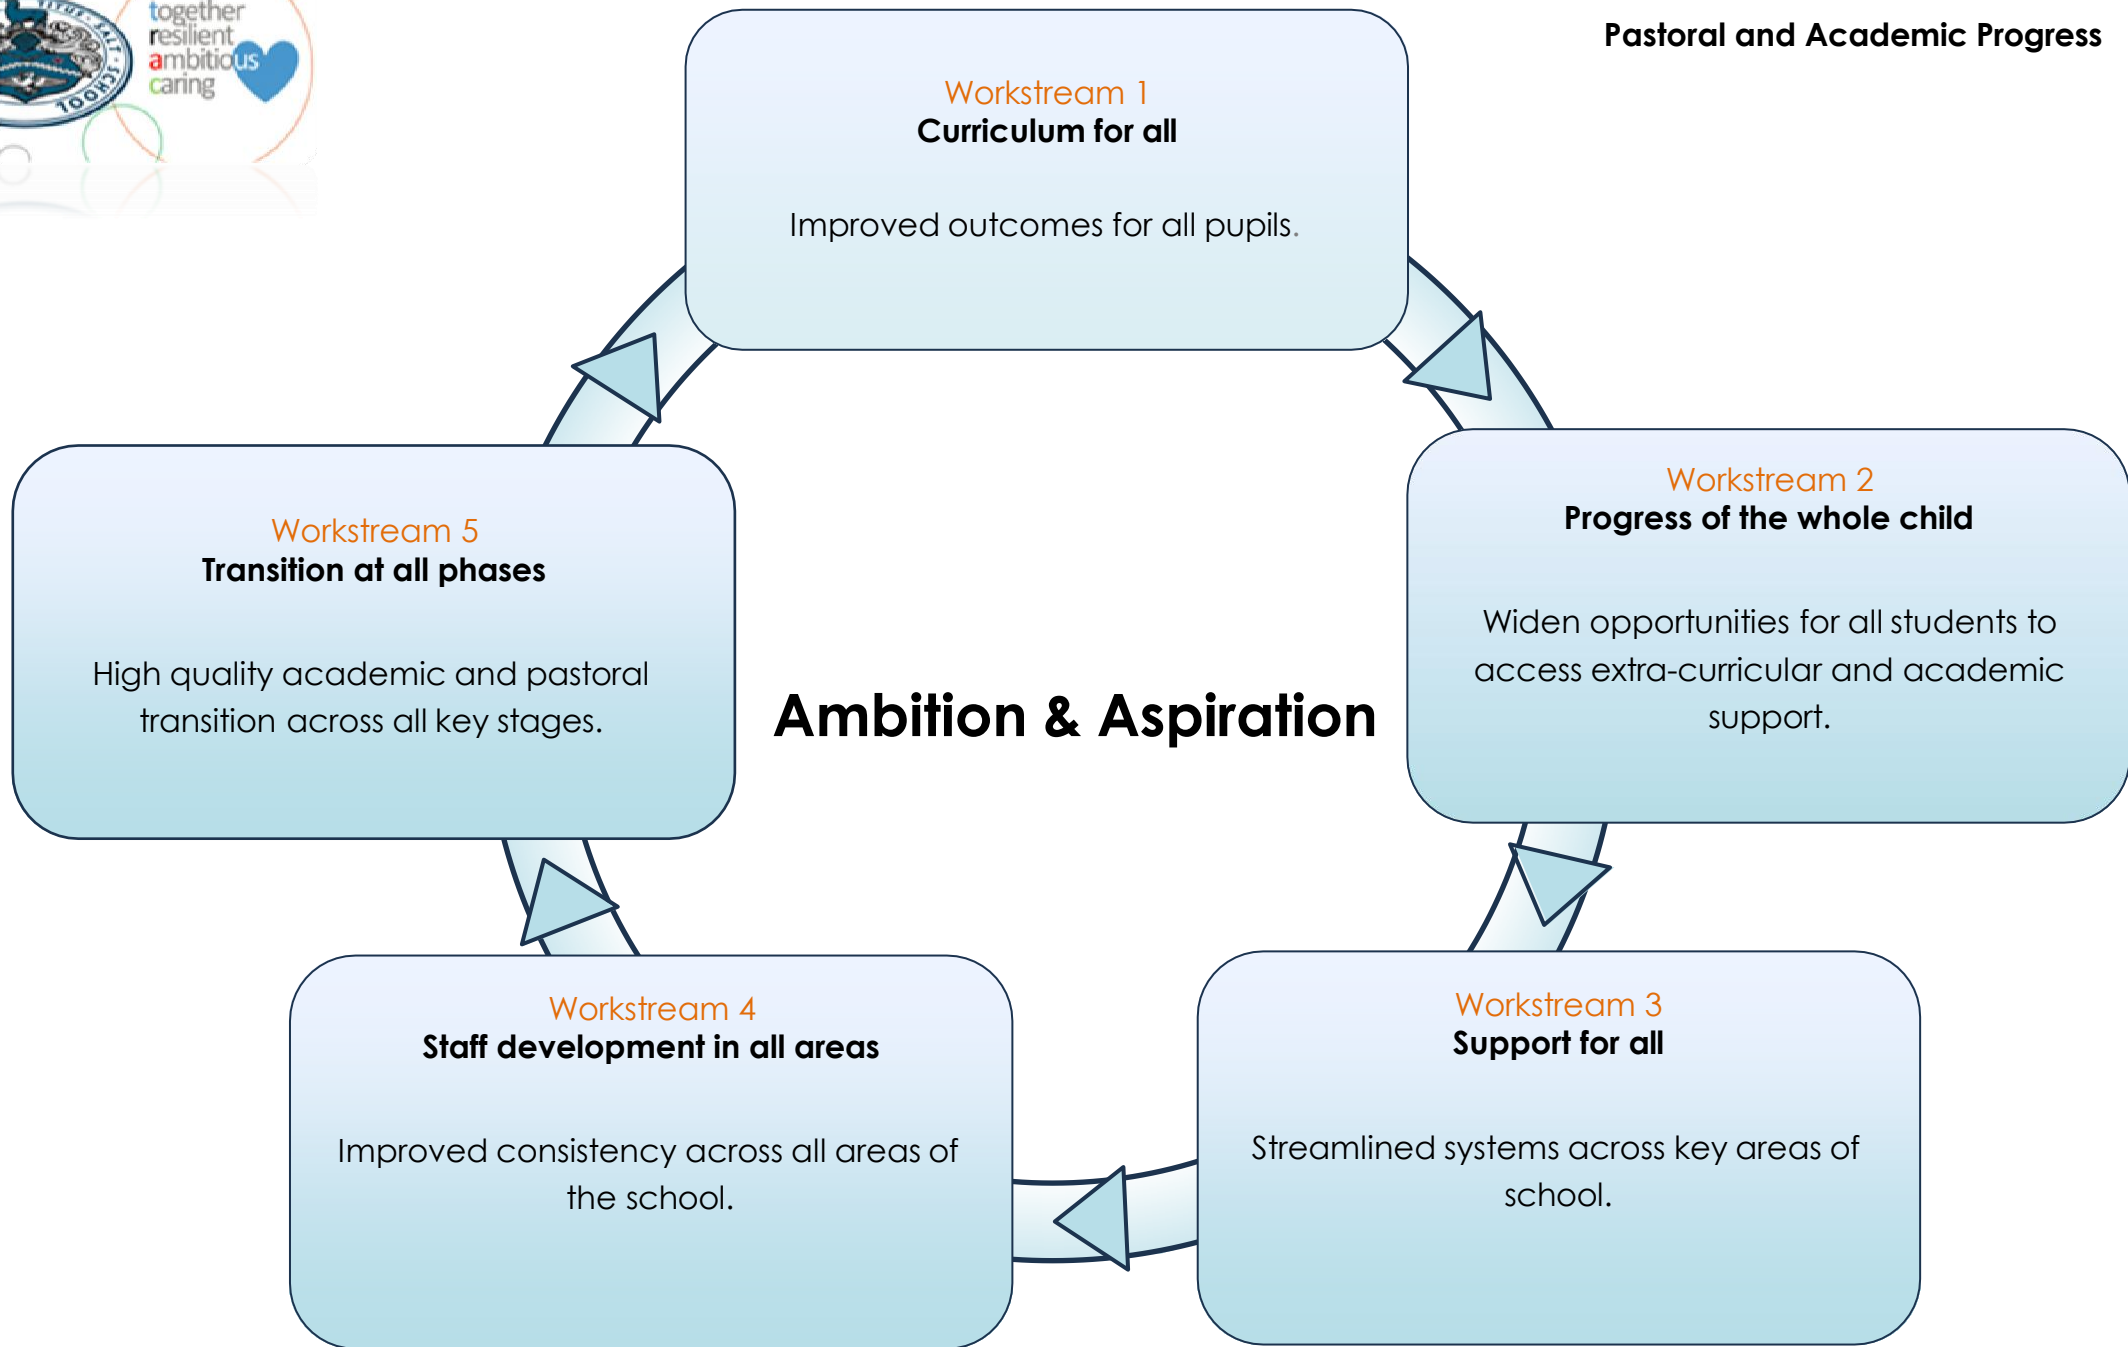 TITUS SALT SCHOOL
together
resilient
ambitious
caring
Pastoral and Academic Progress
Workstream 1
Curriculum for all
Improved outcomes for all pupils.
Workstream 2
Progress of the whole child
Widen opportunities for all students to
access extra-curricular and academic
support.
Workstream 5
Transition at all phases
High quality academic and pastoral
transition across all key stages.
Ambition & Aspiration
Workstream 4
Staff development in all areas
Improved consistency across all areas of
the school.
Workstream 3
Support for all
Streamlined systems across key areas of
school.